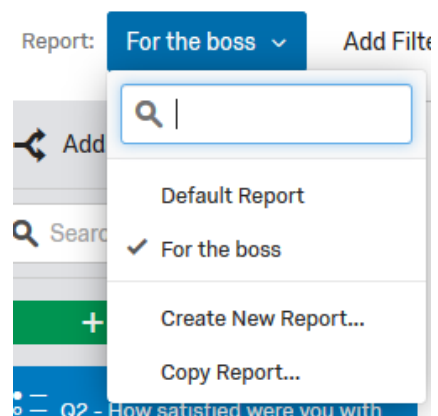 Report: For the boss Add Filte
Add
Searc
Default Report
For the boss
Create New Report...
Copy Report...
+
Q2 - How satisfied were you with